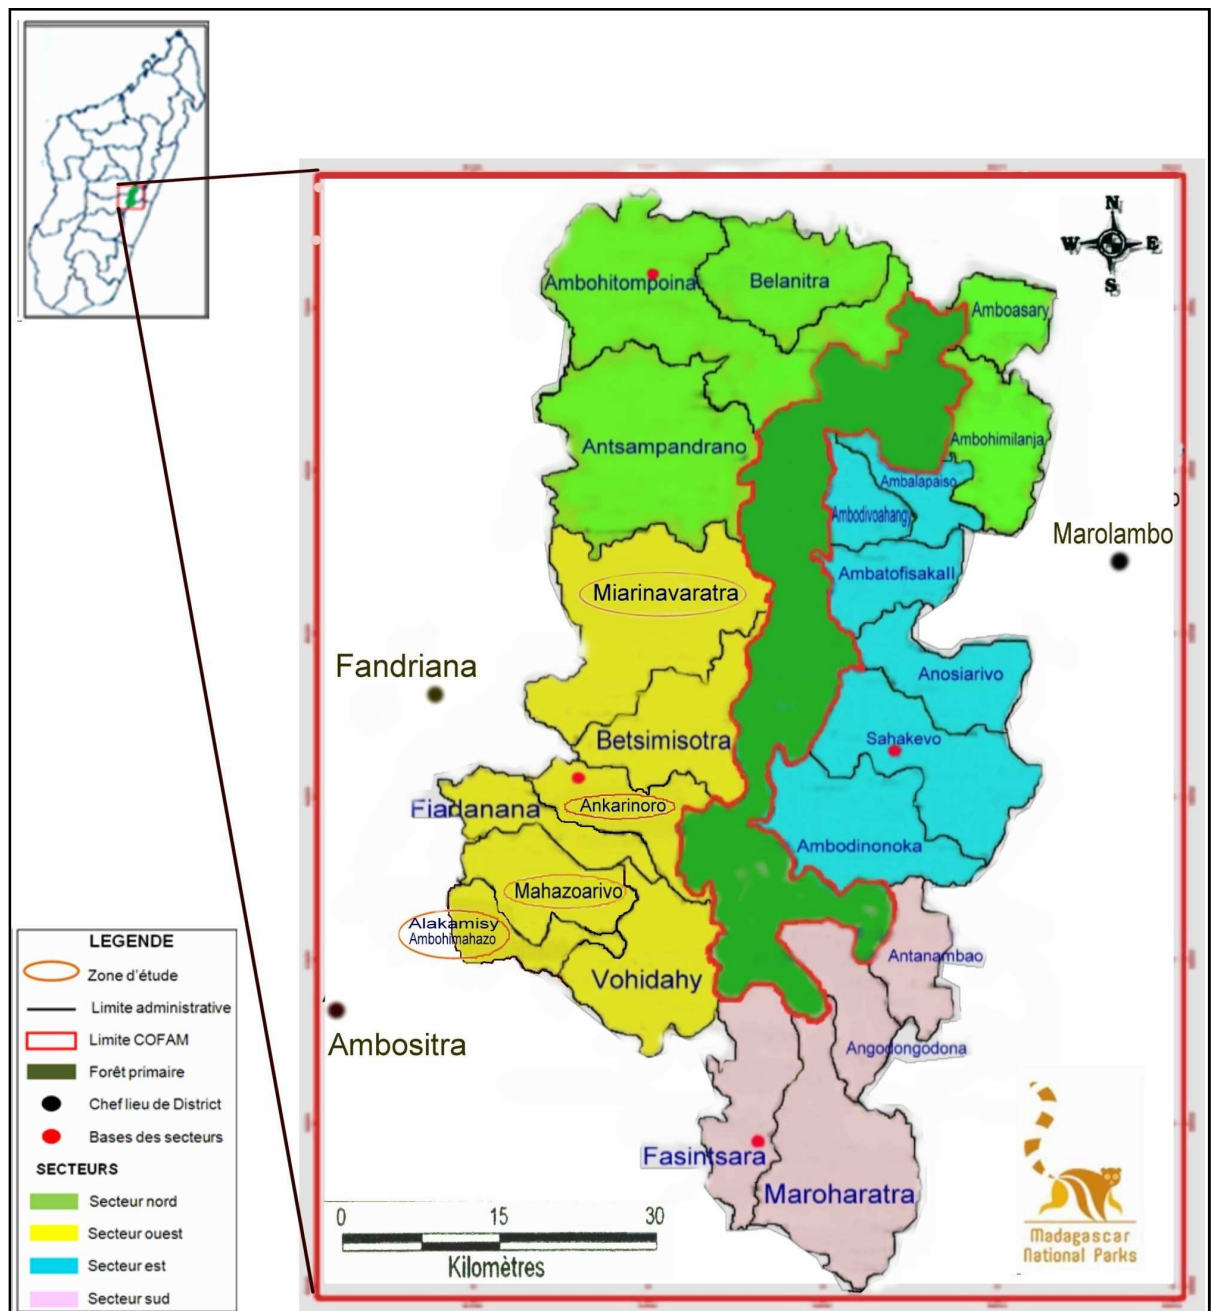 N
W
E
S
Ambohitompoina
Belanitra
Amboasary
Antsampandrano
Ambohimilanja
Ambalapaiso
Ambodivoahangy
Marolambo
AmbatofisakaII
Miarinavaratra
Fandriana
Anosiarivo
Betsimisotra
Sahakevo
Fiadanana
Ankarinoro
Ambodinonoka
Mahazoarivo
Alakamisy
Ambohimahazo
Vohidahy
Antanambao
Ambositra
Angodongodona
Fasintsara
Maroharatra
LEGENDE
Zone d'étude
Limite administrative
Limite COFAM
Forêt primaire
Chef lieu de District
Bases des secteurs
SECTEURS
Secteur nord
Secteur ouest
Secteur est
Secteur sud
0 15 30
Kilomètres
Madagascar
National Parks